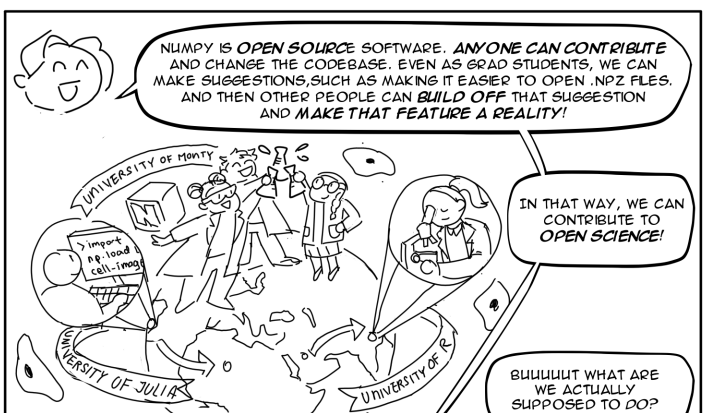 NUMPY IS OPEN SOURCE SOFTWARE. ANYONE CAN CONTRIBUTE
AND CHANGE THE CODEBASE. EVEN AS GRAD STUDENTS, WE CAN
MAKE SUGGESTIONS,SUCH AS MAKING IT EASIER TO OPEN .NPZ FILES.
AND THEN OTHER PEOPLE CAN BUILD OFF THAT SUGGESTION
AND MAKE THAT FEATURE A REALITY!
UNIVERSITY OF MONTY
IN THAT WAY, WE CAN
CONTRIBUTE TO
OPEN SCIENCE!
>import
np.load
cell-image
UNIVERSITY OF JULIA
UNIVERSITY OF R
BUUUUUT WHAT ARE
WE ACTUALLY
SUPPOSED TO DO?